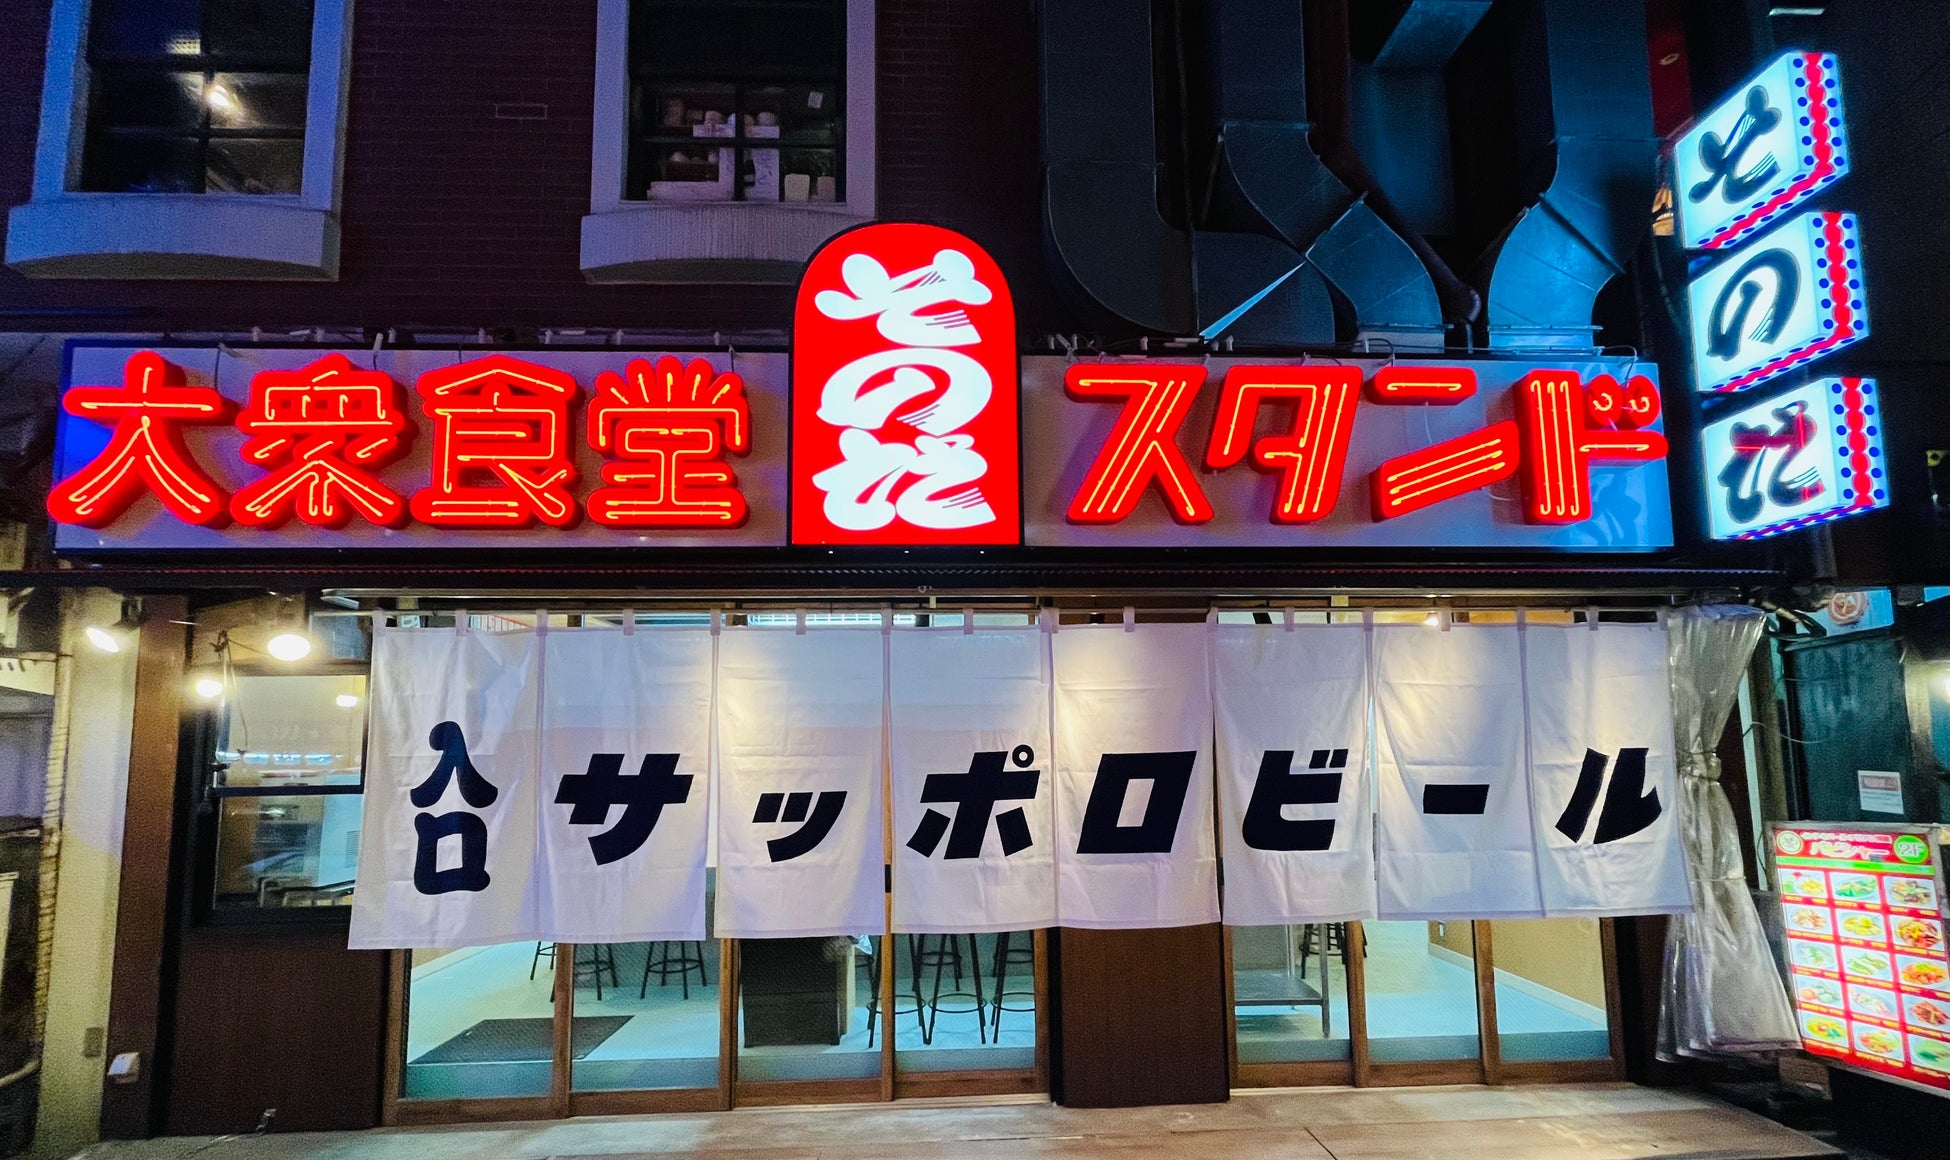 大衆食堂
そのだ
スタンド
そのだ
入口
サッポロビール
2F